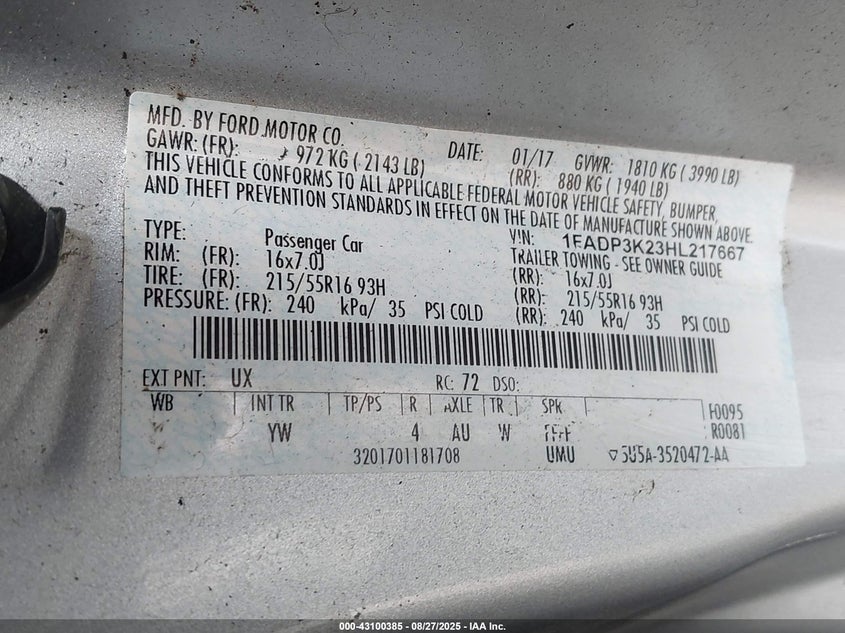 MFD. BY FORD MOTOR CO.
DATE: 01/17 GVWR: 1810 KG ( 3990 LB)
GAWR: (FR): 972 KG ( 2143 LB) (RR): 880 KG ( 1940 LB)
THIS VEHICLE CONFORMS TO ALL APPLICABLE FEDERAL MOTOR VEHICLE SAFETY, BUMPER,
AND THEFT PREVENTION STANDARDS IN EFFECT ON THE DATE OF MANUFACTURE SHOWN ABOVE.
TYPE: Passenger Car VIN: 1FADP3K23HL217667
TRAILER TOWING - SEE OWNER GUIDE
RIM: (FR): 16x7.0J (RR): 16x7.0J
TIRE: (FR): 215/55R16 93H (RR): 215/55R16 93H
PRESSURE: (FR): 240 kPa/ 35 PSI COLD (RR): 240 kPa/ 35 PSI COLD
EXT PNT: UX RC: 72 DSO:
WB INT TR TP/PS R AXLE TR SPK F0095
YW 4 AU W R0081
3201701181708 UMU ▽5U5A-3520472-AA
000-43100385 - 08/27/2025 - IAA Inc.